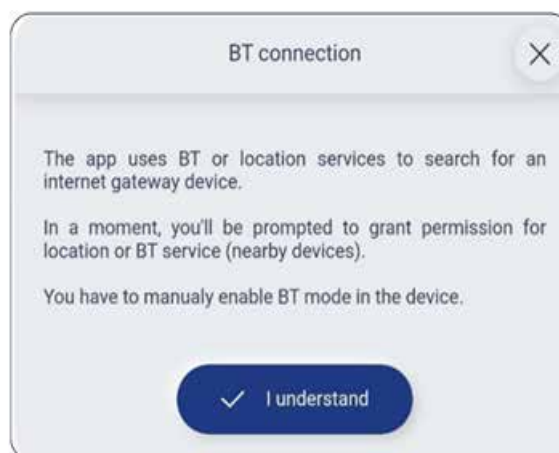 BT connection
The app uses BT or location services to search for an
internet gateway device.
In a moment, you'll be prompted to grant permission for
location or BT service (nearby devices).
You have to manualy enable BT mode in the device.
I understand